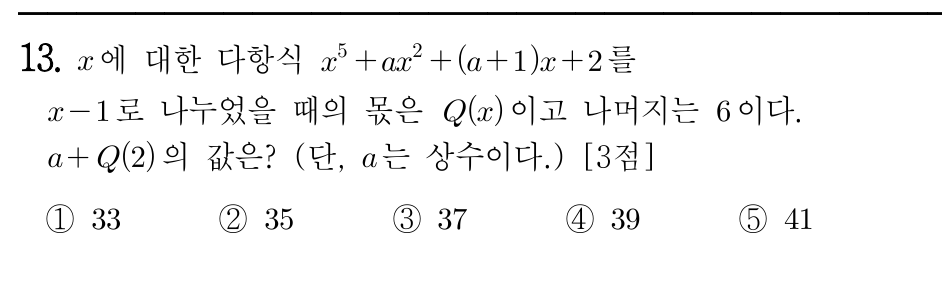 13. x에 대한 다항식 x⁵+ax²+(a+1)x+2를
x-1로 나누었을 때의 몫은 Q(x)이고 나머지는 6이다.
a+Q(2)의 값은? (단, a는 상수이다.) [3점]
① 33 ② 35 ③ 37 ④ 39 ⑤ 41